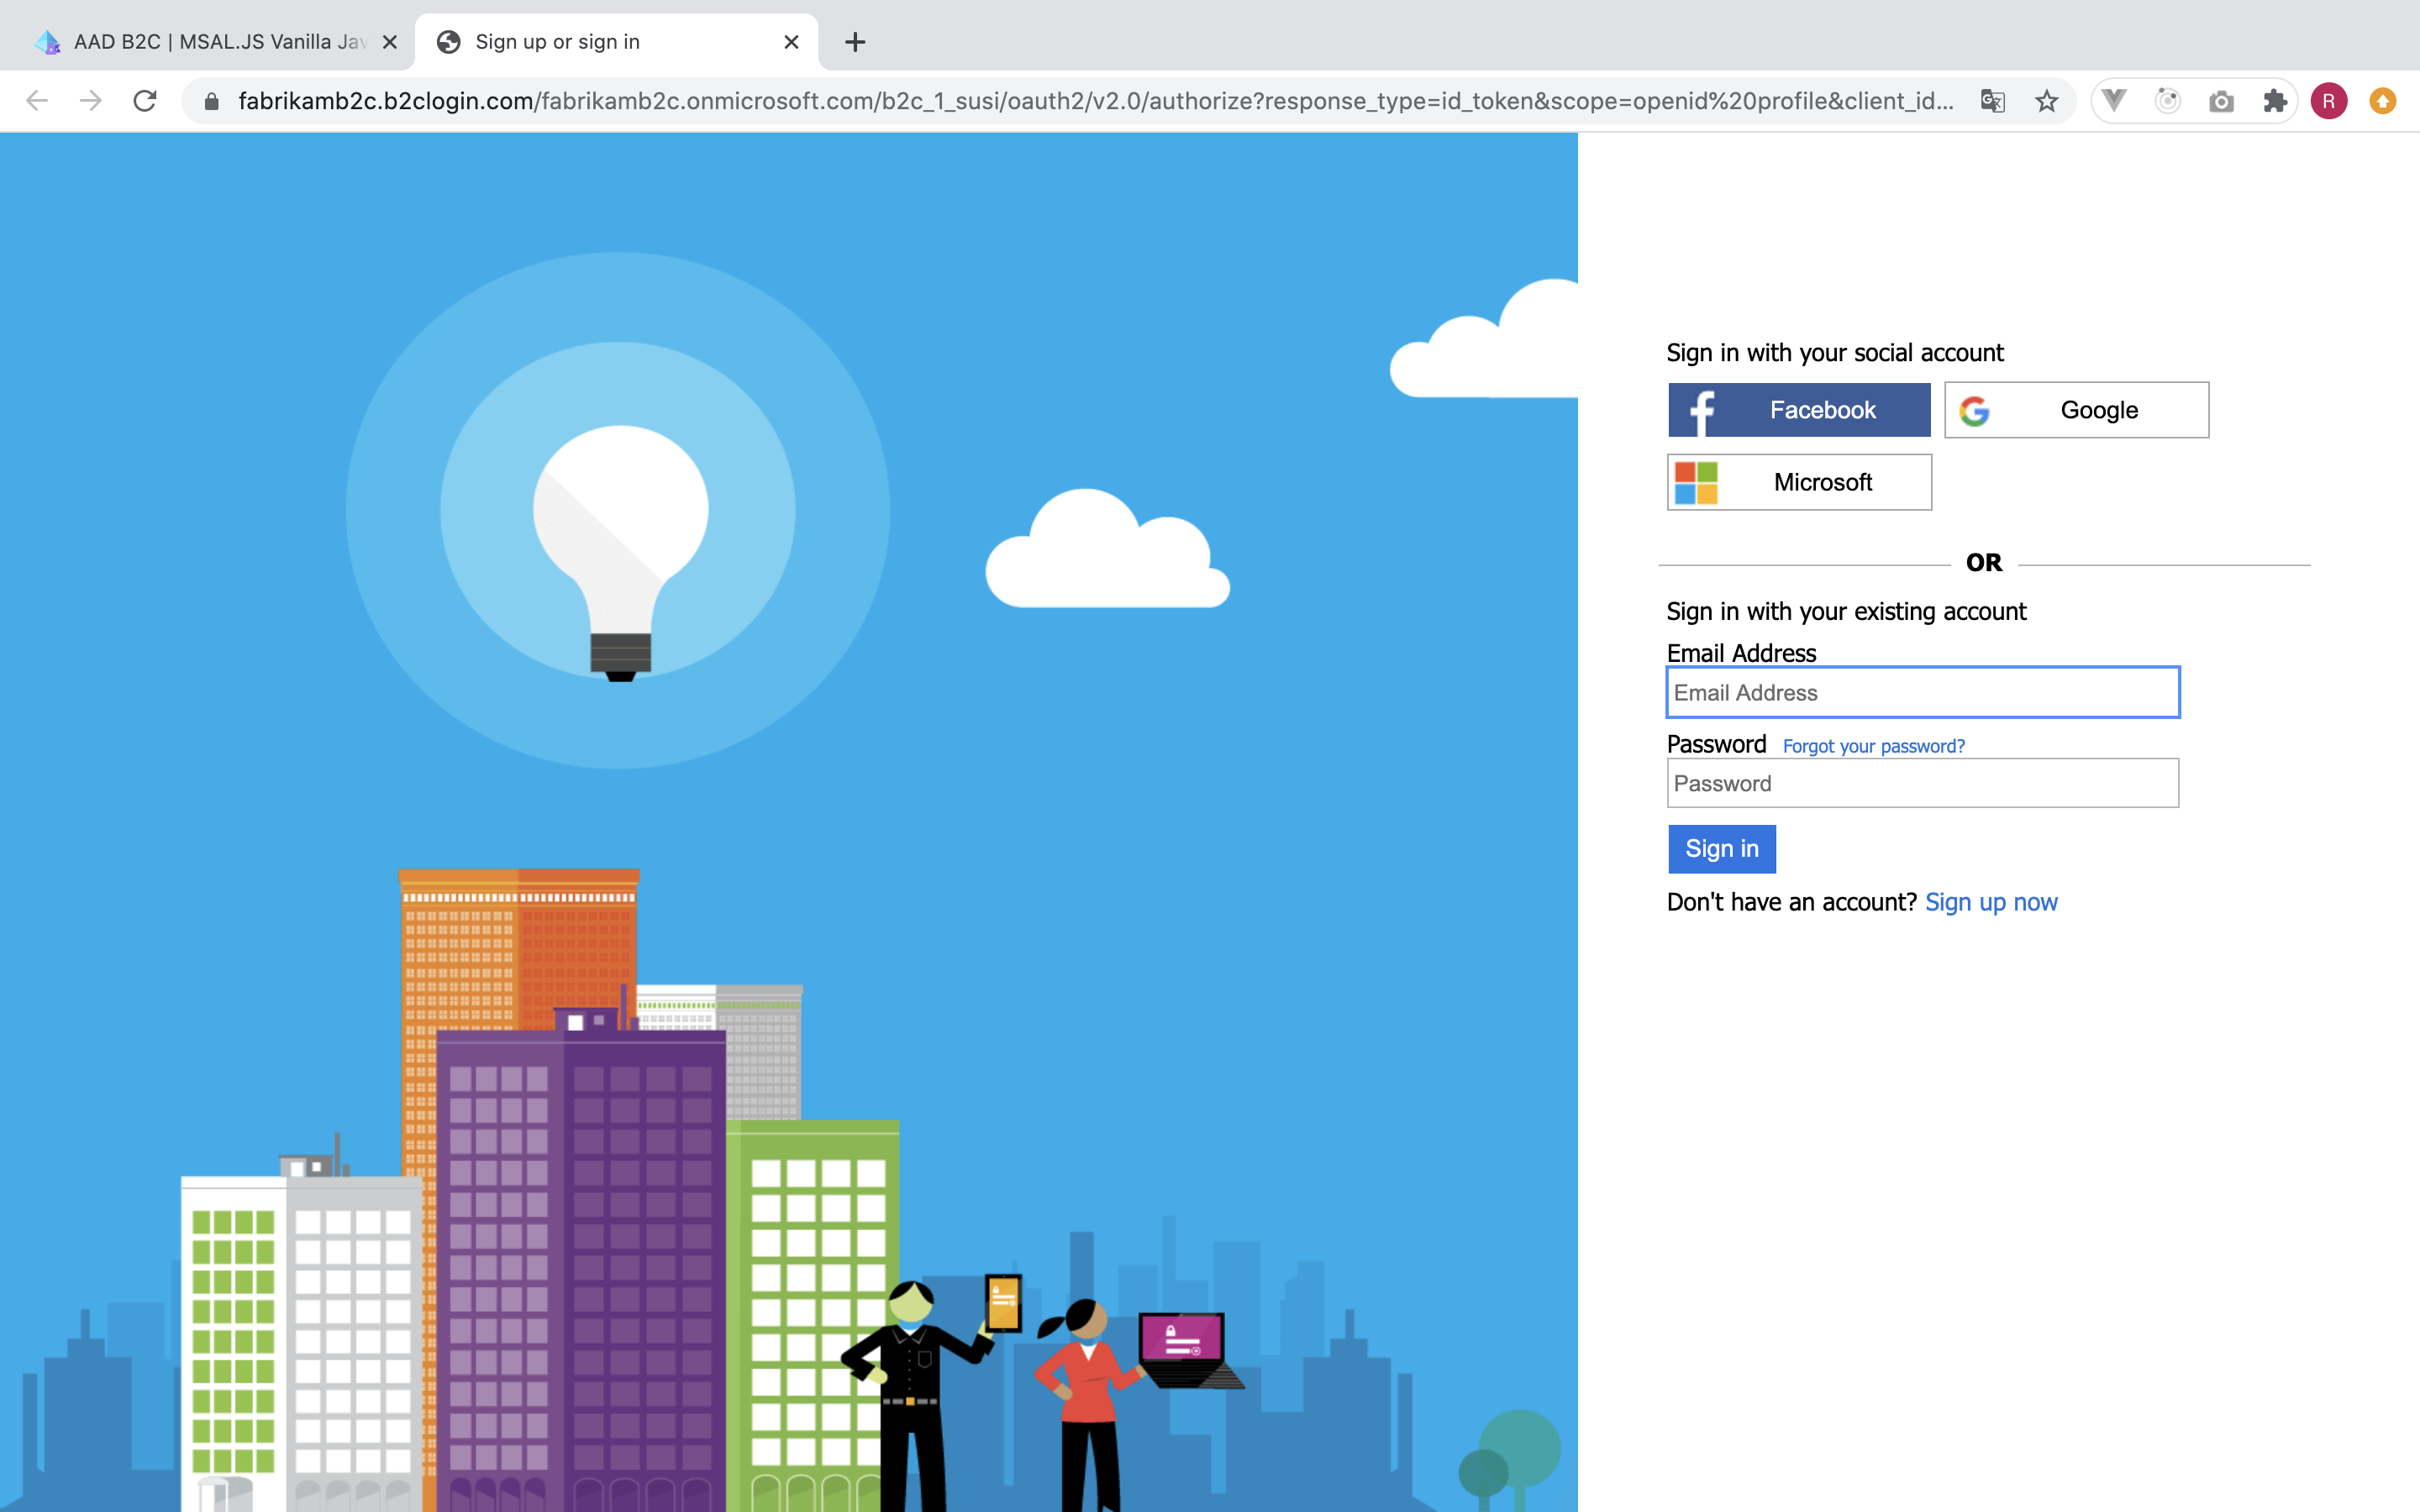 AAD B2C | MSAL.JS Vanilla Jav
Sign up or sign in
fabrikamb2c.b2clogin.com/fabrikamb2c.onmicrosoft.com/b2c_1_susi/oauth2/v2.0/authorize?response_type=id_token&scope=openid%20profile&client_id...
R
Sign in with your social account
Facebook
Google
Microsoft
OR
Sign in with your existing account
Email Address
Email Address
Password Forgot your password?
Password
Sign in
Don't have an account? Sign up now